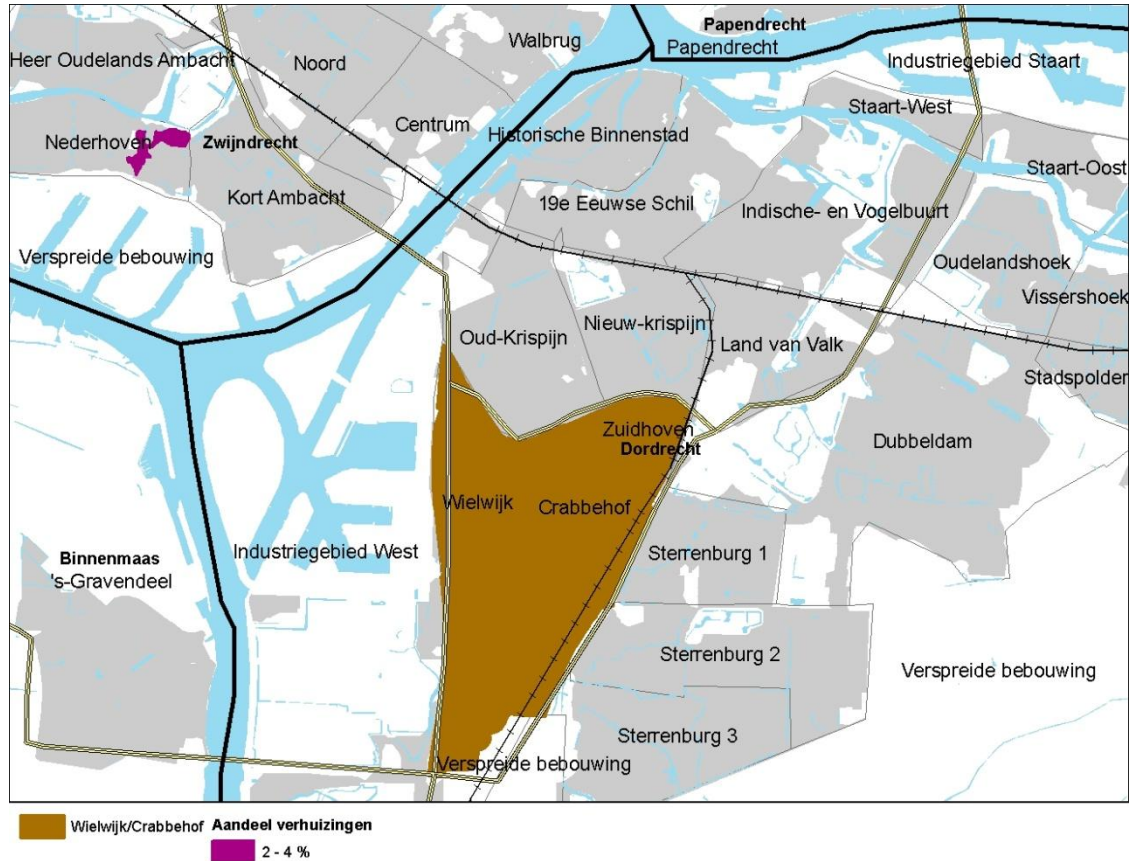 Papendrecht
Walbrug
Papendrecht
Heer Oudelands Ambacht
Noord
Industriegebied Staart
Staart-West
Centrum
Historische Binnenstad
Nederhoven
Zwijndrecht
Staart-Oost
Kort Ambacht
19e Eeuwse Schil
Indische- en Vogelbuurt
Verspreide bebouwing
Oudelandshoek
Vissershoek
Nieuw-krispijn
Oud-Krispijn
Land van Valk
Stadspolder
Zuidhoven
Dordrecht
Dubbeldam
Wielwijk
Crabbehof
Industriegebied West
Sterrenburg 1
Binnenmaas
's-Gravendeel
Sterrenburg 2
Verspreide bebouwing
Sterrenburg 3
Verspreide bebouwing
Wielwijk/Crabbehof
Aandeel verhuizingen
2 - 4 %